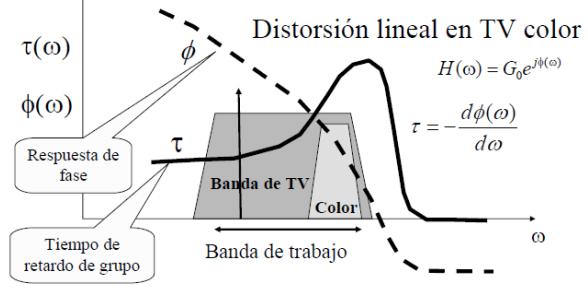 Distorsión lineal en TV color
τ(ω)
ϕ(ω)
ϕ
H(ω) = G₀e^{jϕ(ω)}
τ = − dϕ(ω) / dω
Respuesta de
fase
τ
Banda de TV
Color
Tiempo de
retardo de grupo
Banda de trabajo
ω